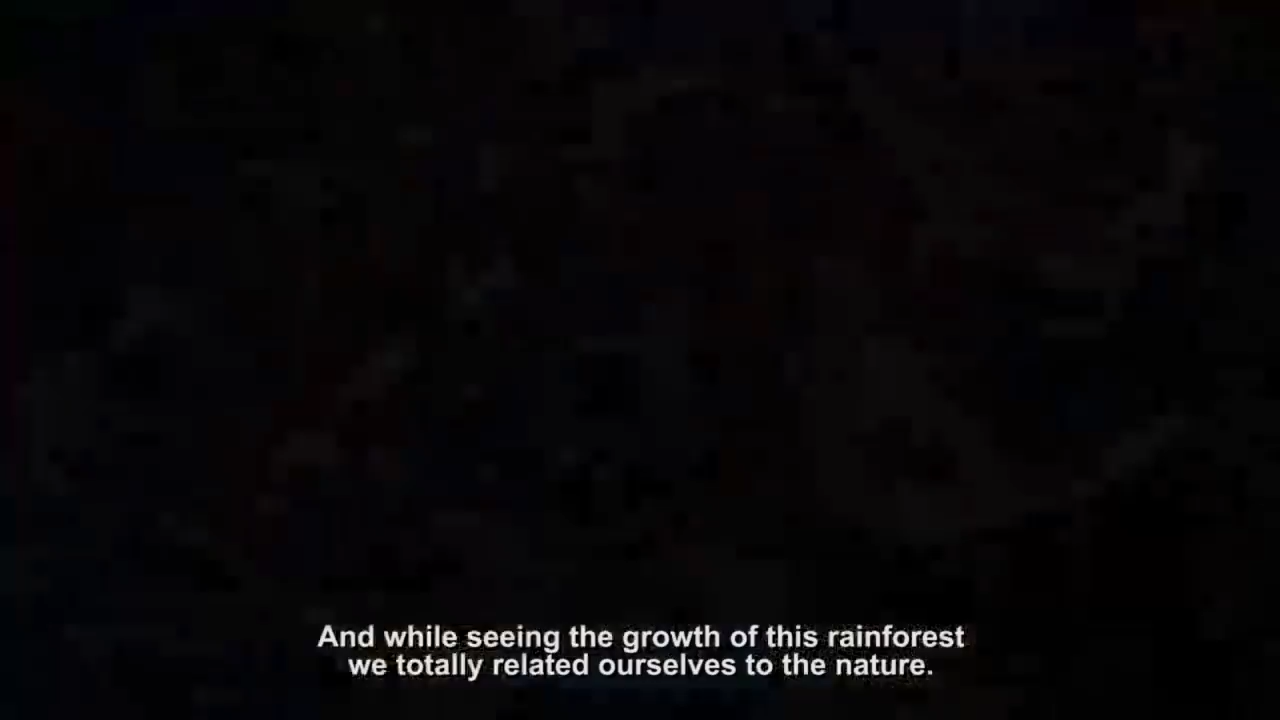 And while seeing the growth of this rainforest
we totally related ourselves to the nature.